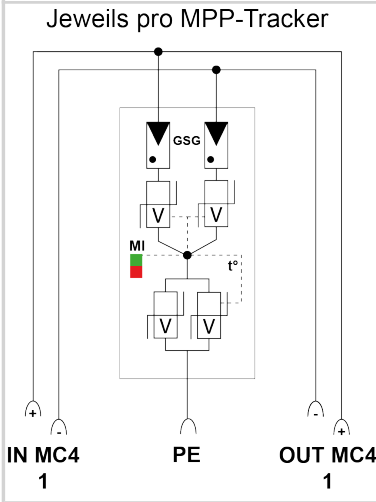 Jeweils pro MPP-Tracker
GSG
V V
MI
t°
V V
+ - - +
IN MC4 PE OUT MC4
1 1